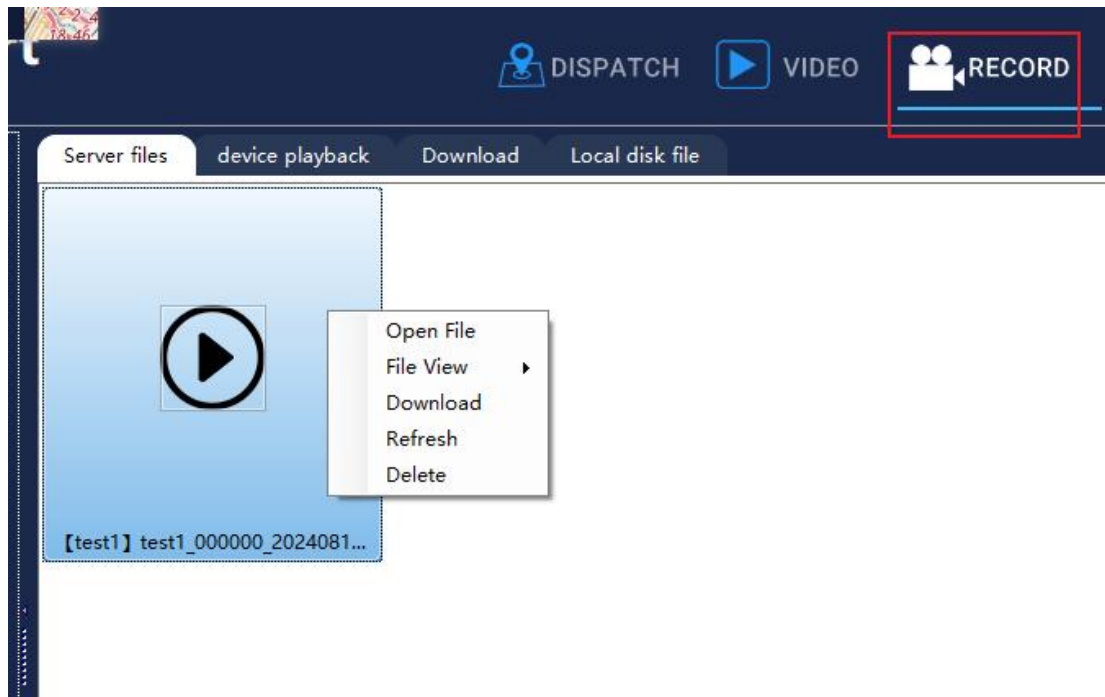 DISPATCH
VIDEO
RECORD
Server files
device playback
Download
Local disk file
Open File
File View
Download
Refresh
Delete
【test1】test1_000000_2024081...